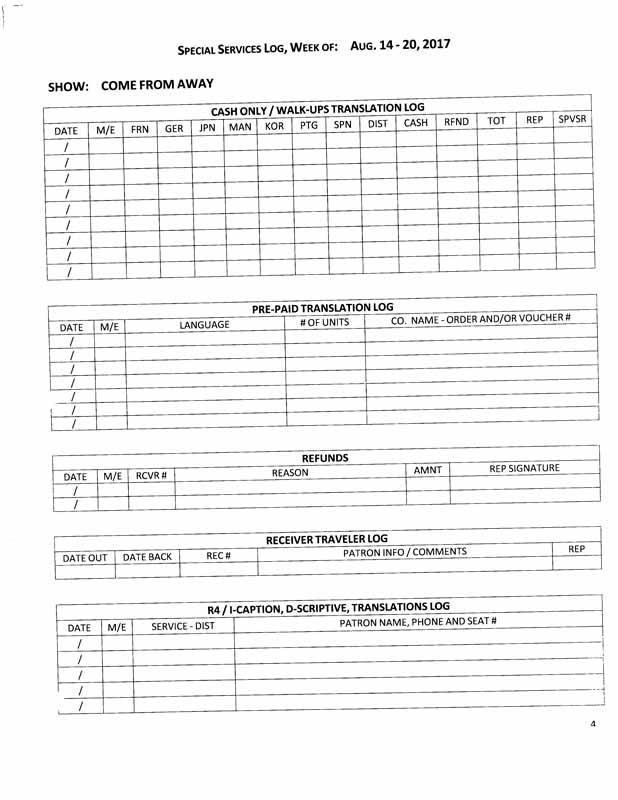 SPECIAL SERVICES LOG, WEEK OF: AUG. 14 - 20, 2017
SHOW: COME FROM AWAY
CASH ONLY / WALK-UPS TRANSLATION LOG
DATE M/E FRN GER JPN MAN KOR PTG SPN DIST CASH RFND TOT REP SPVSR
/
/
/
/
/
/
/
/
/
PRE-PAID TRANSLATION LOG
DATE M/E LANGUAGE # OF UNITS CO. NAME - ORDER AND/OR VOUCHER #
/
/
/
/
/
/
/
REFUNDS
DATE M/E RCVR # REASON AMNT REP SIGNATURE
/
/
RECEIVER TRAVELER LOG
DATE OUT DATE BACK REC # PATRON INFO / COMMENTS REP
R4 / I-CAPTION, D-SCRIPTIVE, TRANSLATIONS LOG
DATE M/E SERVICE - DIST PATRON NAME, PHONE AND SEAT #
/
/
/
/
/
4